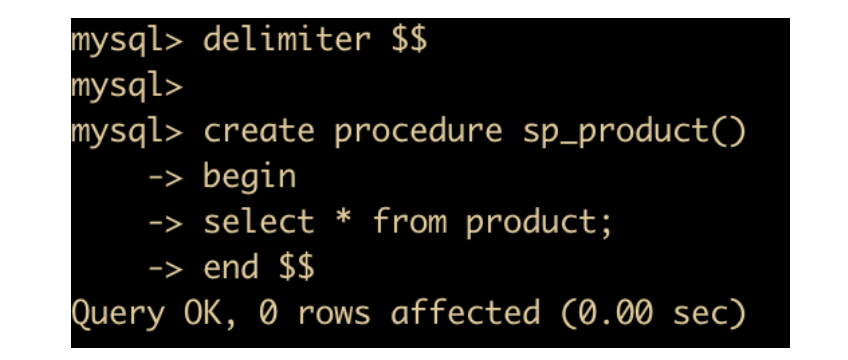 mysql> delimiter $$
mysql>
mysql> create procedure sp_product()
-> begin
-> select * from product;
-> end $$
Query OK, 0 rows affected (0.00 sec)